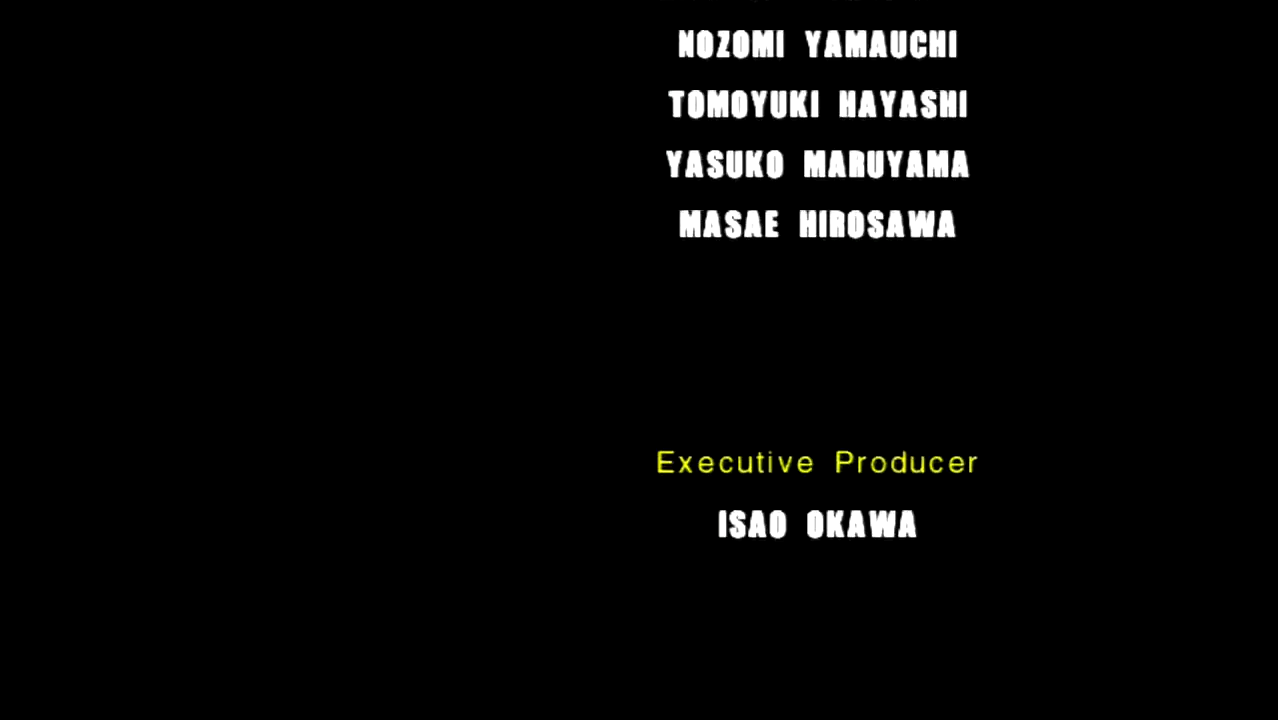 NOZOMI YAMAUCHI
TOMOYUKI HAYASHI
YASUKO MARUYAMA
MASAE HIROSAWA
Executive Producer
ISAO OKAWA